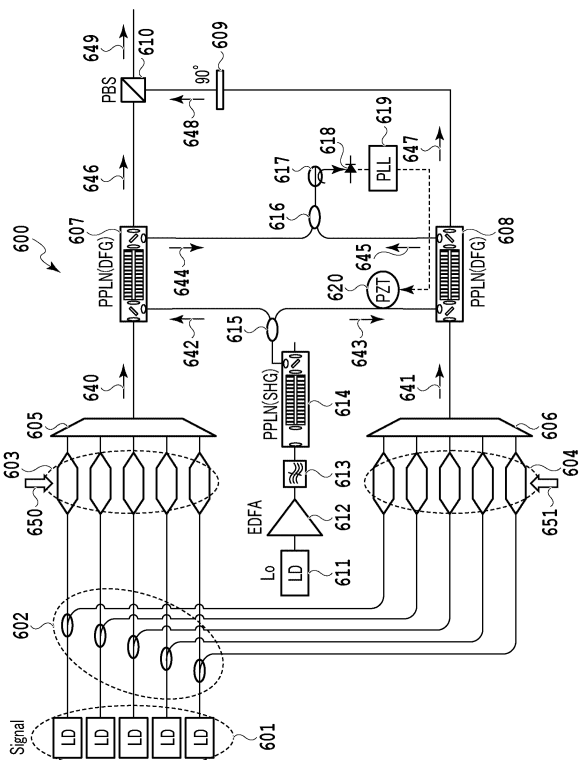 600
Signal
LD
LD
LD
LD
LD
601
602
650
603
605
640
607
PPLN(DFG)
646
PBS
610
649
90°
609
648
644
642
615
616
617
618
619
PLL
645
620
PZT
643
647
608
PPLN(DFG)
Lo
LD
611
EDFA
612
613
PPLN(SHG)
614
641
606
604
651